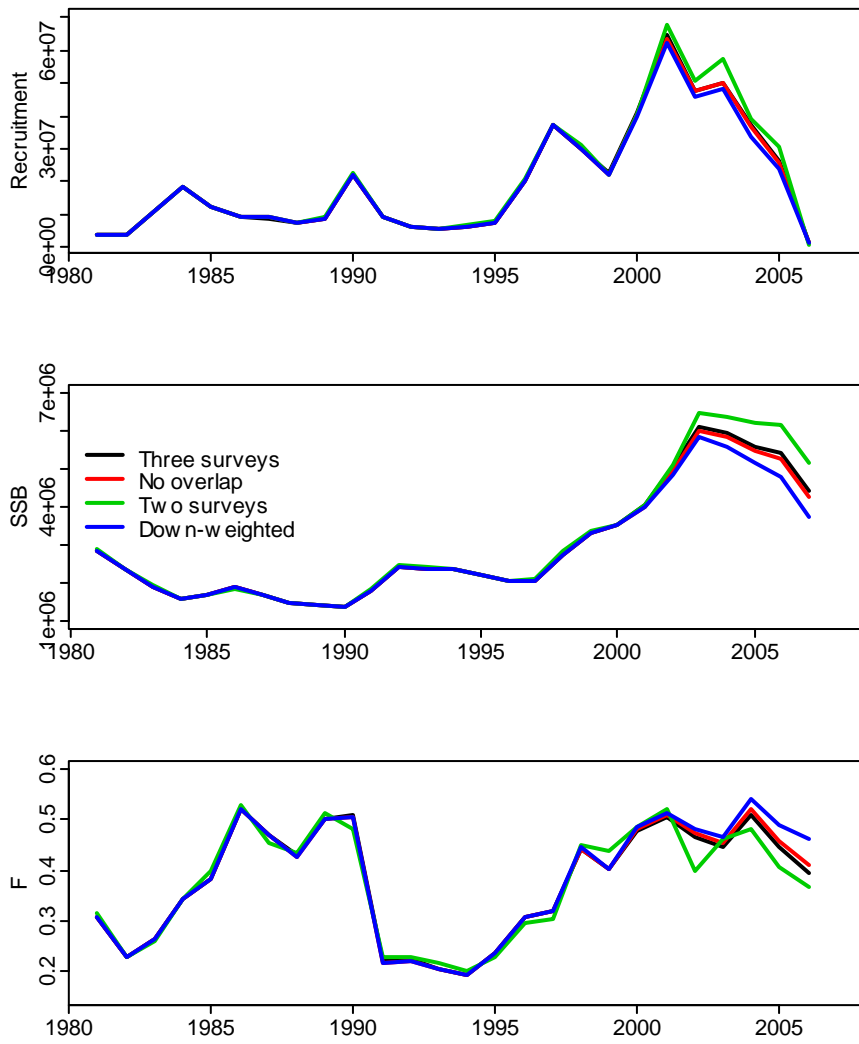 Recruitment
0e+00 3e+07 6e+07
1980 1985 1990 1995 2000 2005
SSB
1e+06 4e+06 7e+06
Three surveys
No overlap
Two surveys
Down-weighted
1980 1985 1990 1995 2000 2005
F
0.2 0.3 0.4 0.5 0.6
1980 1985 1990 1995 2000 2005